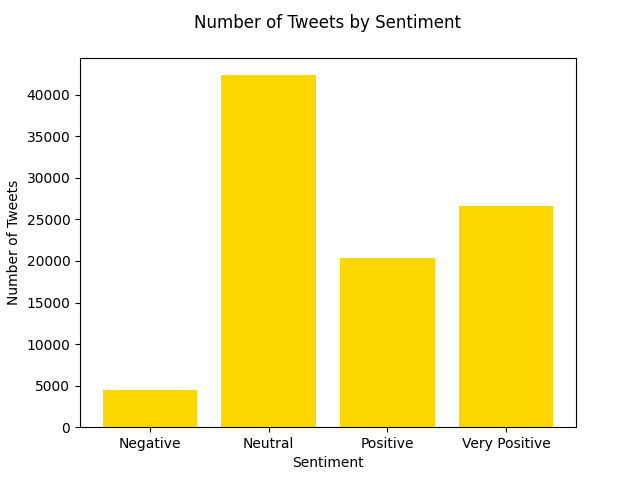 Number of Tweets by Sentiment
Number of Tweets
40000
35000
30000
25000
20000
15000
10000
5000
0
Negative
Neutral
Positive
Very Positive
Sentiment